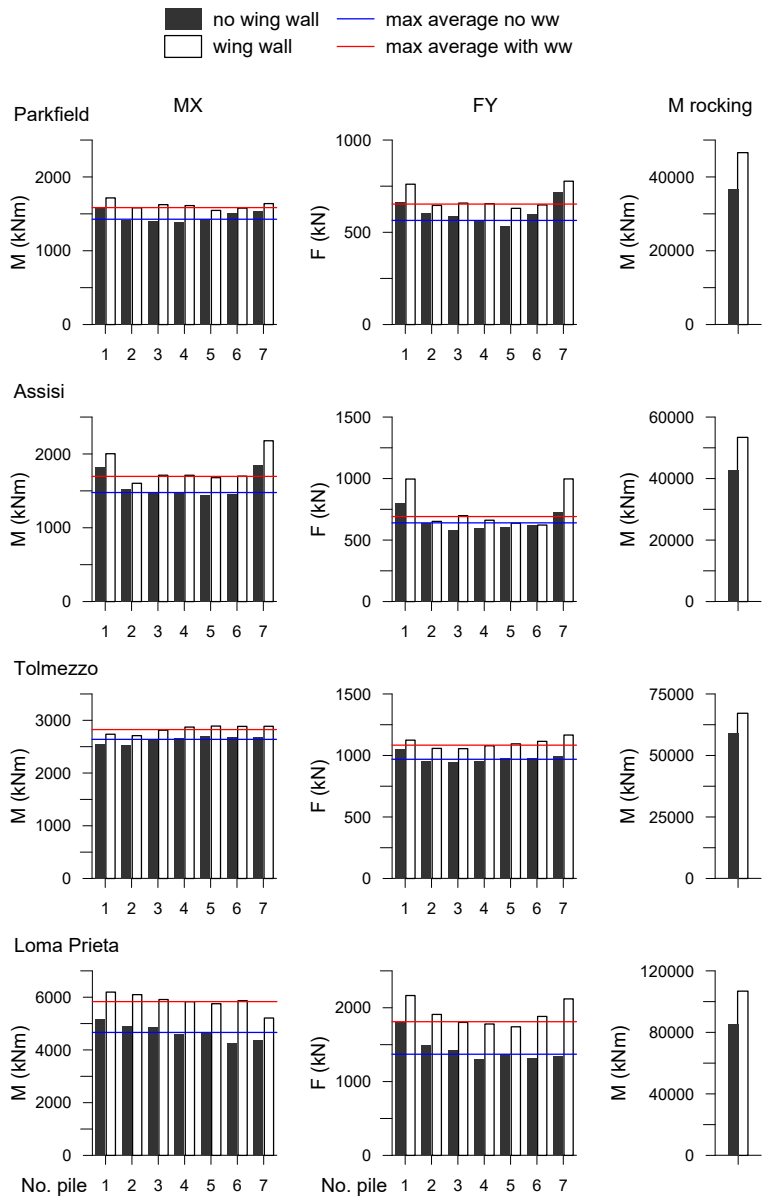 no wing wall max average no ww
wing wall max average with ww
Parkfield MX FY M rocking
M (kNm) 2000 1000 0
1 2 3 4 5 6 7
F (kN) 1000 500 0
1 2 3 4 5 6 7
M (kNm) 40000 20000 0
Assisi
M (kNm) 2000 1000 0
1 2 3 4 5 6 7
F (kN) 1500 1000 500 0
1 2 3 4 5 6 7
M (kNm) 60000 40000 20000 0
Tolmezzo
M (kNm) 3000 2000 1000 0
1 2 3 4 5 6 7
F (kN) 1500 1000 500 0
1 2 3 4 5 6 7
M (kNm) 75000 50000 25000 0
Loma Prieta
M (kNm) 6000 4000 2000 0
No. pile 1 2 3 4 5 6 7
F (kN) 2000 1000 0
No. pile 1 2 3 4 5 6 7
M (kNm) 120000 80000 40000 0